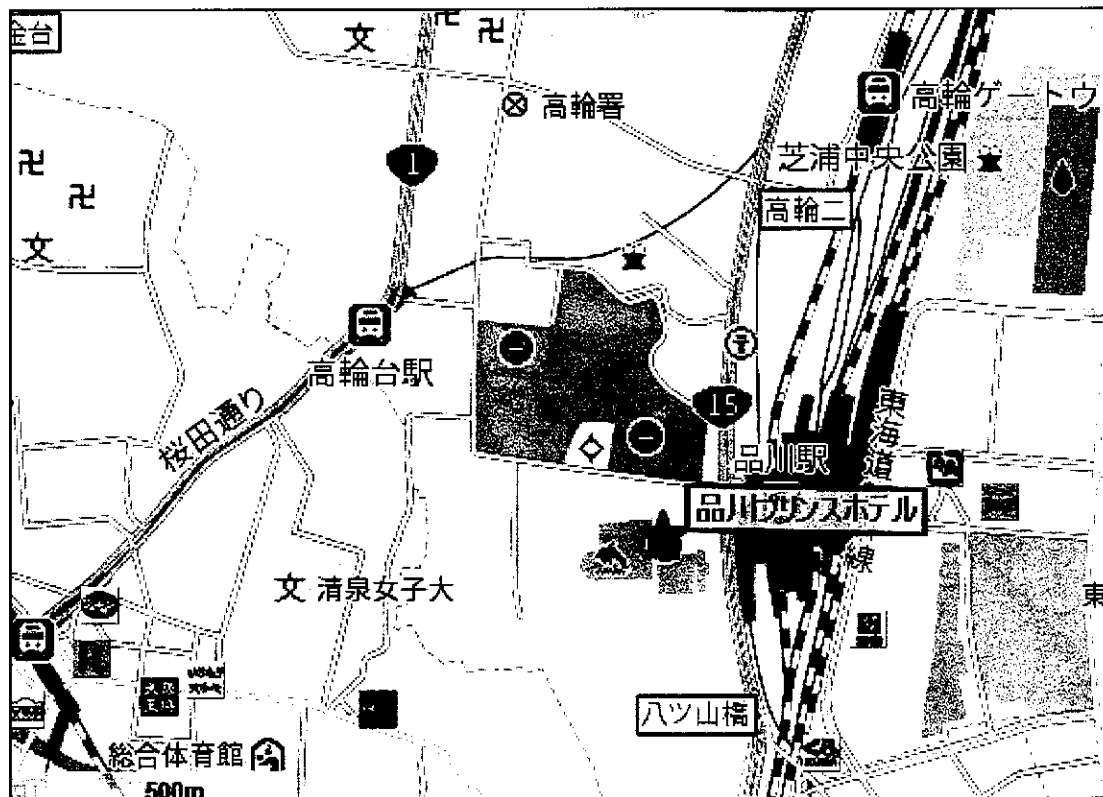 金台
高輪署
高輪ゲートウ
1
芝浦中央公園
高輪二
高輪台駅
15
桜田通り
東海道
品川駅
品川プリンスホテル
線
清泉女子大
東
八ツ山橋
総合体育館
500m